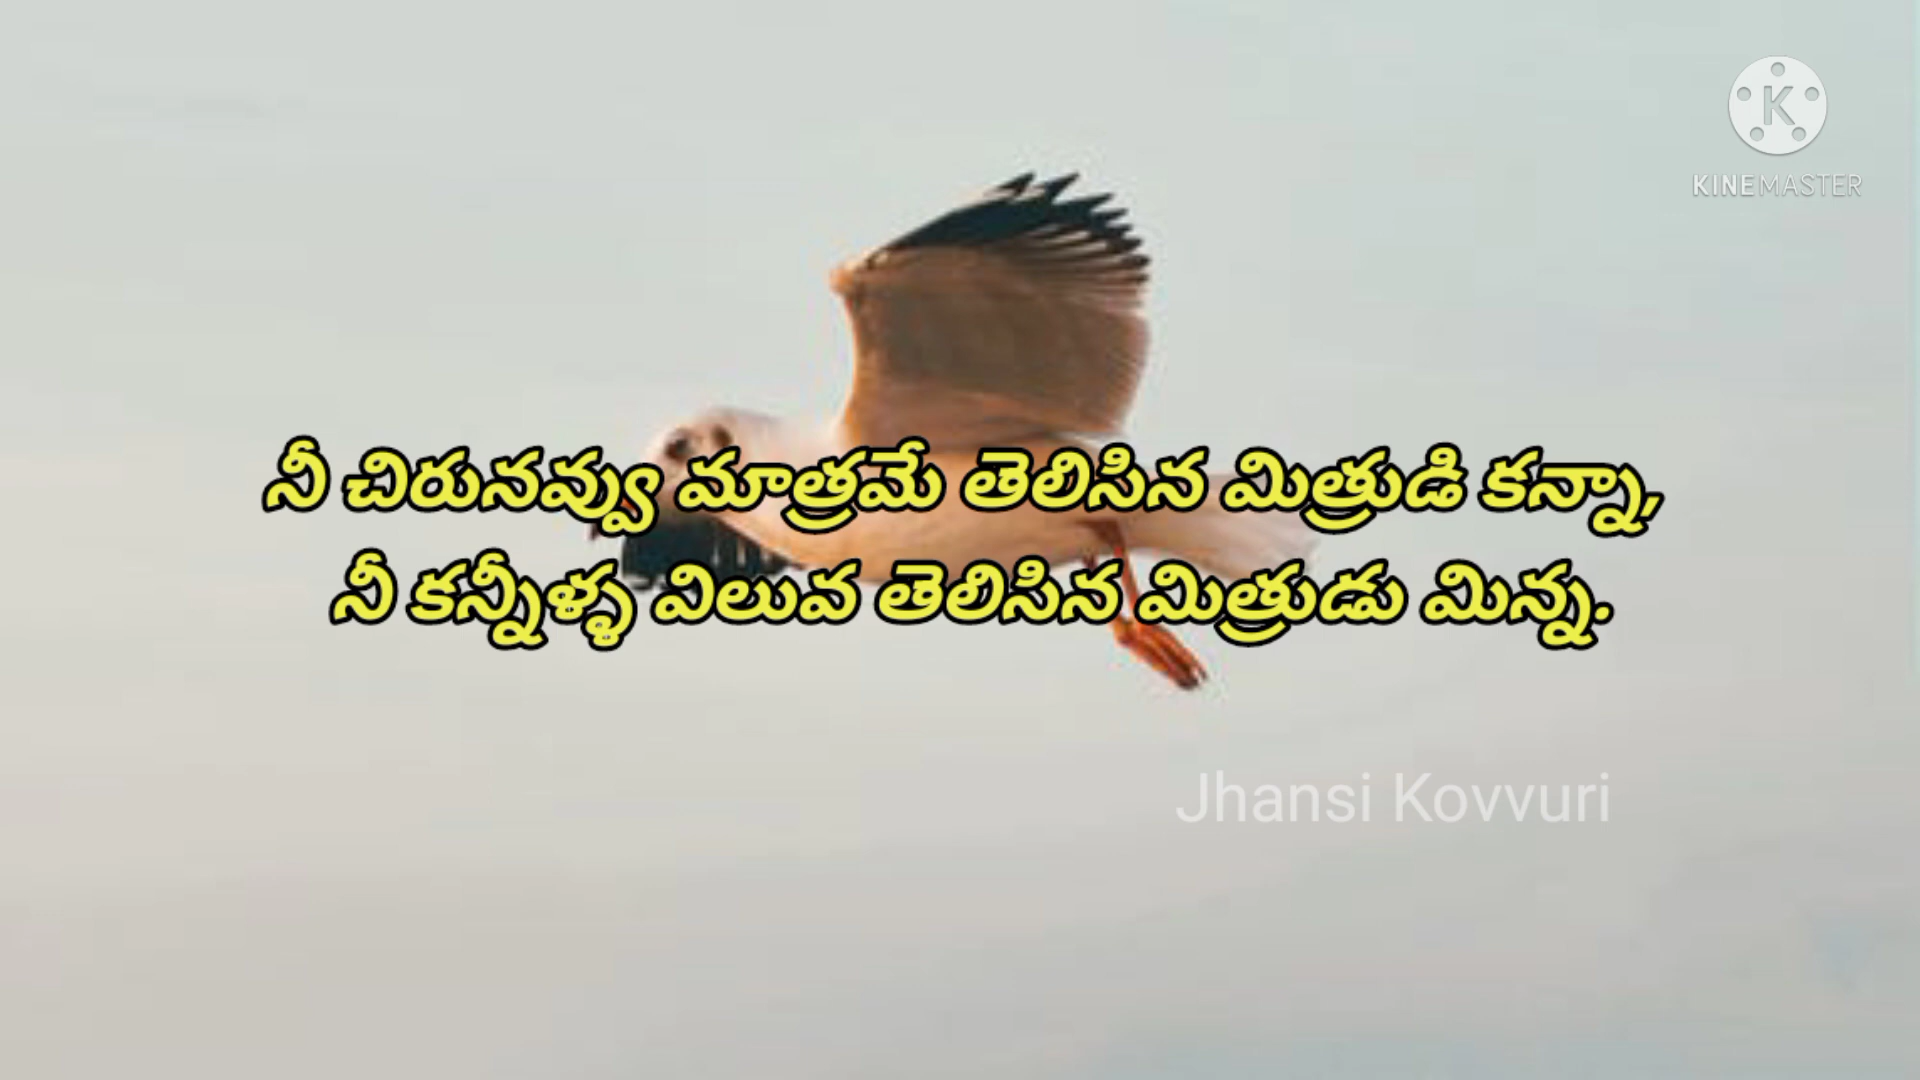 KINEMASTER
నీ చిరునవ్వు మాత్రమే తెలిసిన మిత్రుడి కన్నా,
నీ కన్నీళ్ళ విలువ తెలిసిన మిత్రుడు మిన్న.
Jhansi Kovvuri